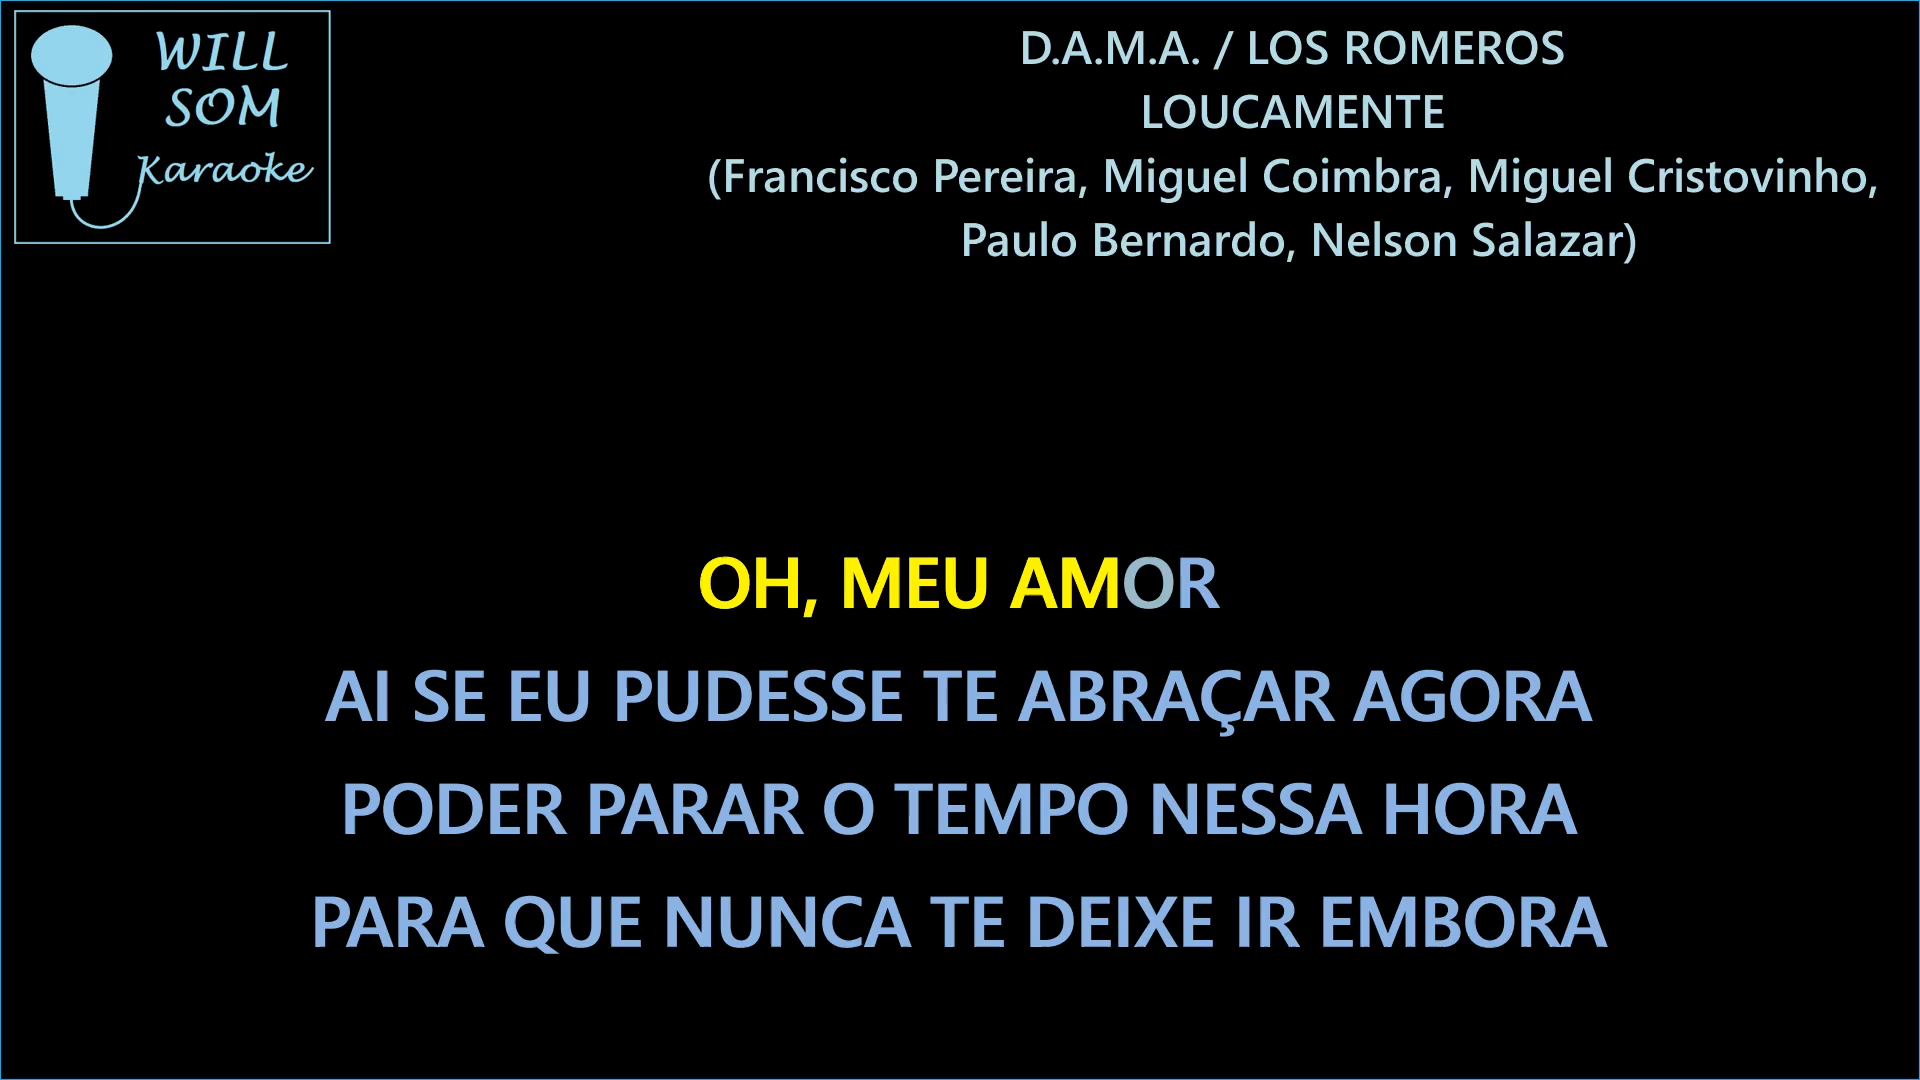 WILL
SOM
Karaoke
D.A.M.A. / LOS ROMEROS
LOUCAMENTE
(Francisco Pereira, Miguel Coimbra, Miguel Cristovinho,
Paulo Bernardo, Nelson Salazar)
OH, MEU AMOR
AI SE EU PUDESSE TE ABRAÇAR AGORA
PODER PARAR O TEMPO NESSA HORA
PARA QUE NUNCA TE DEIXE IR EMBORA